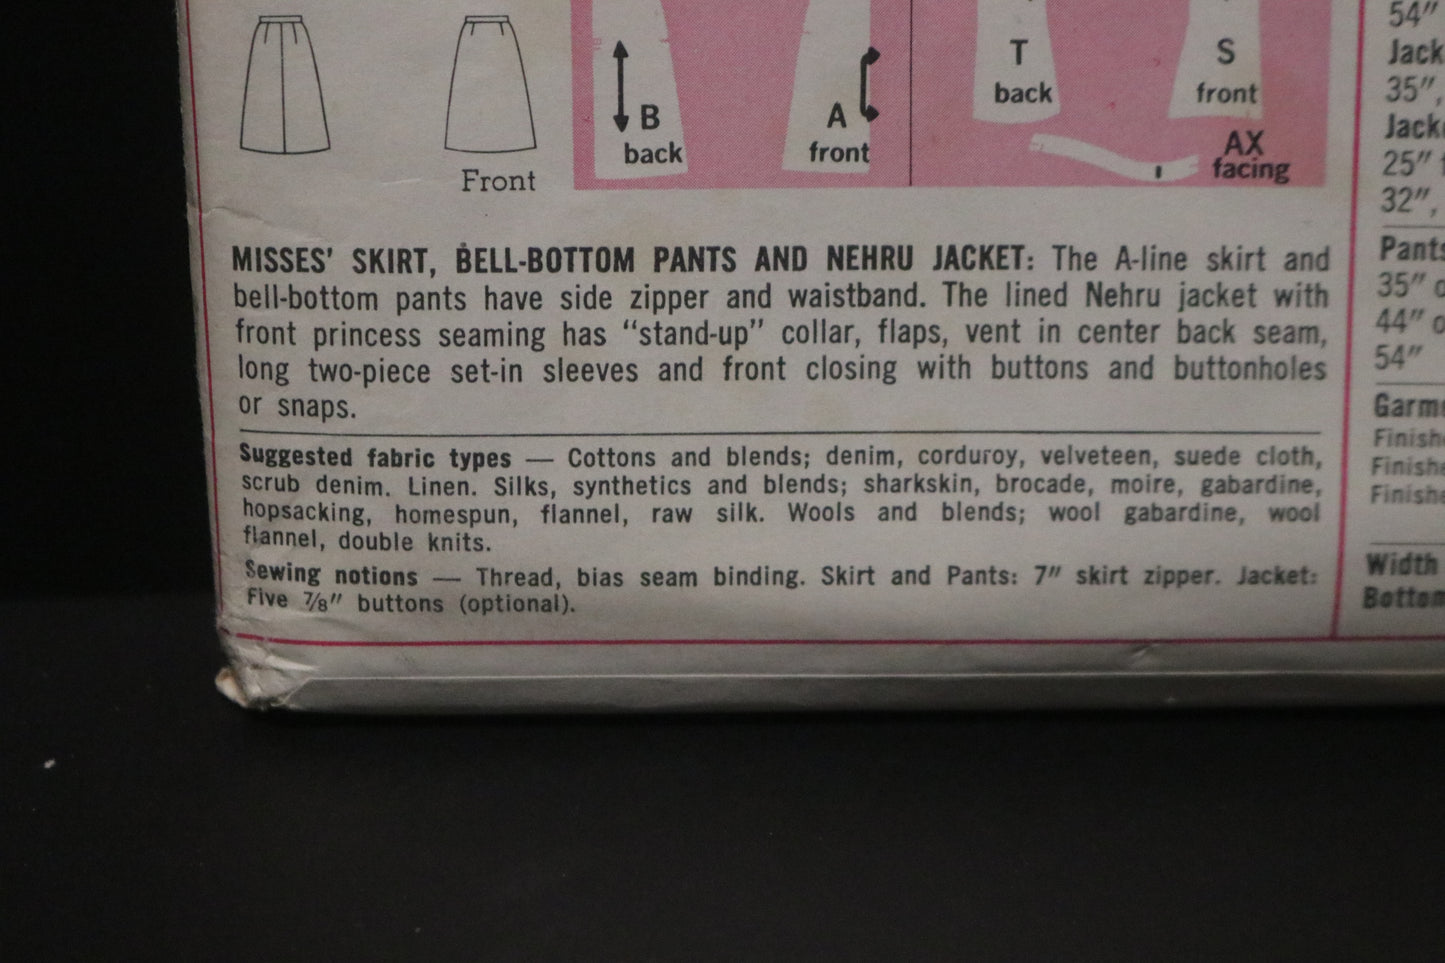 Front
B
back
A
front
T
back
S
front
AX
facing
MISSES' SKIRT, BELL-BOTTOM PANTS AND NEHRU JACKET: The A-line skirt and
bell-bottom pants have side zipper and waistband. The lined Nehru jacket with
front princess seaming has "stand-up" collar, flaps, vent in center back seam,
long two-piece set-in sleeves and front closing with buttons and buttonholes
or snaps.
Suggested fabric types — Cottons and blends; denim, corduroy, velveteen, suede cloth,
scrub denim. Linen. Silks, synthetics and blends; sharkskin, brocade, moire, gabardine,
hopsacking, homespun, flannel, raw silk. Wools and blends; wool gabardine, wool
flannel, double knits.
Sewing notions — Thread, bias seam binding. Skirt and Pants: 7" skirt zipper. Jacket:
Five 7/8" buttons (optional).
54"
Jack
35",
Jack
25"
32",
Pants
35" o
44" o
54"
Garm
Finish
Finish
Finish
Width
Bottom